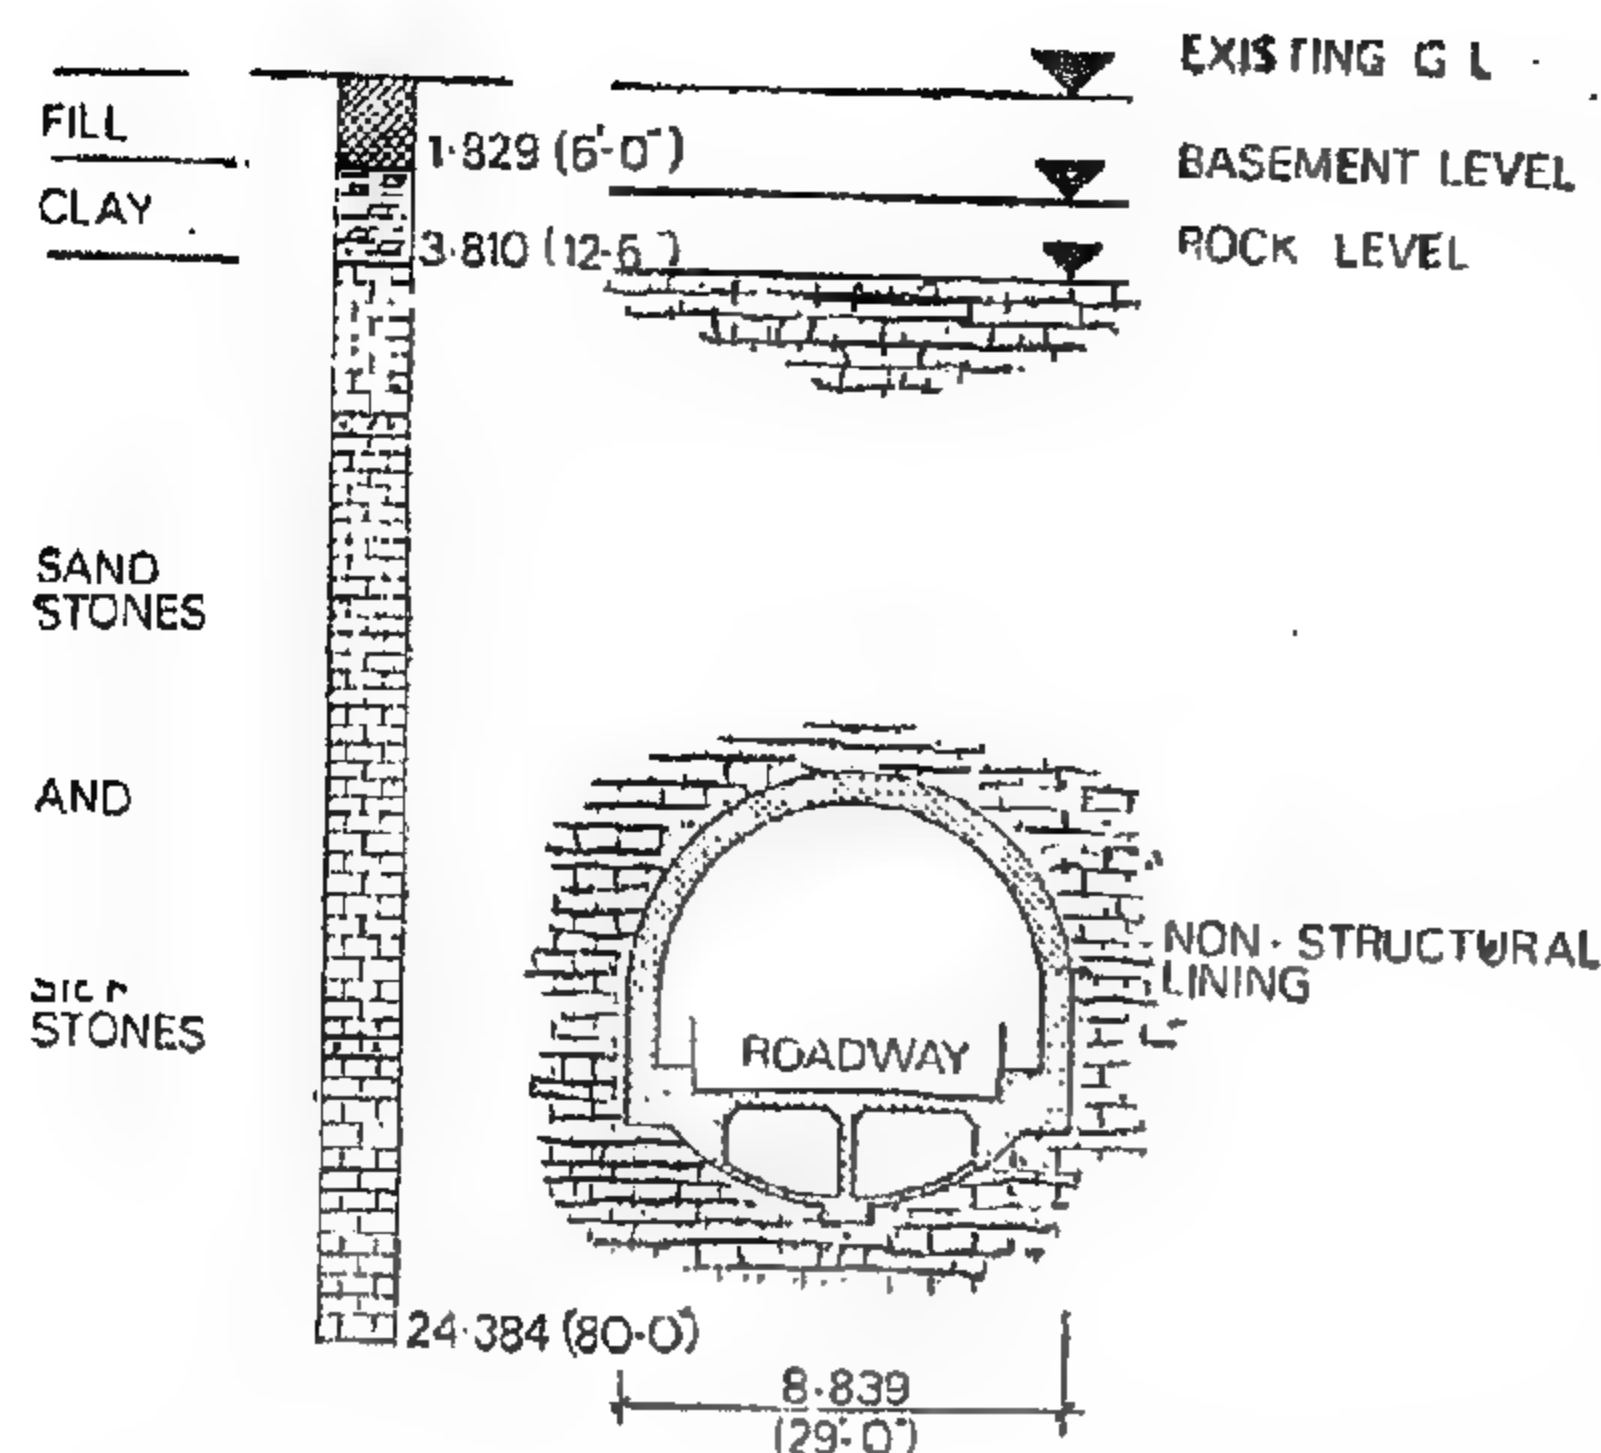 EXISTING G L
FILL
1·829 (6'-0")
BASEMENT LEVEL
CLAY
3·810 (12-6")
ROCK LEVEL
SAND
STONES
AND
STONES
NON-STRUCTURAL
LINING
ROADWAY
24·384 (80-0")
8·839
(29'-0")